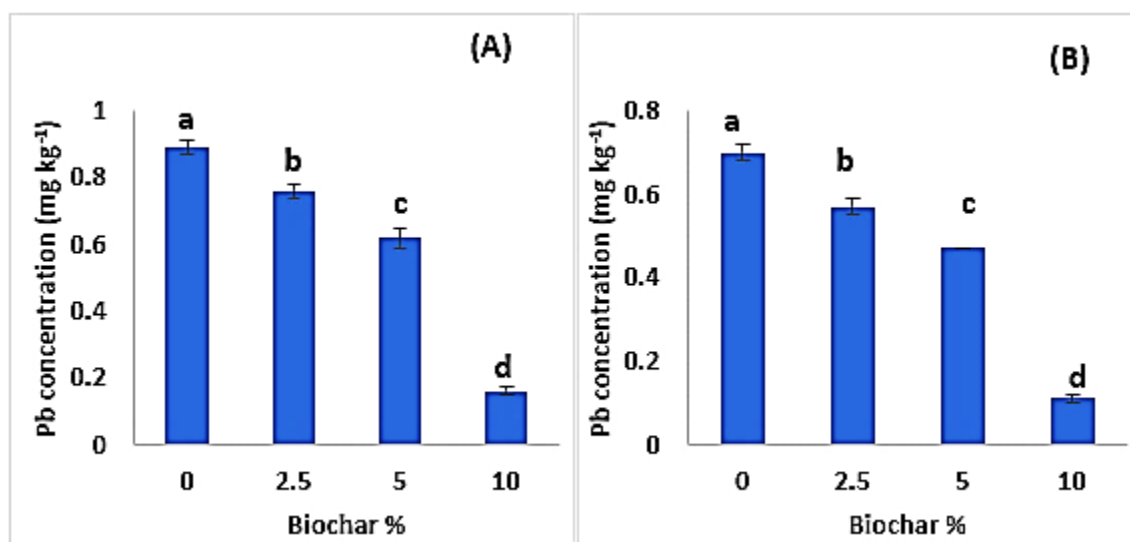 (A)
Pb concentration (mg kg⁻¹)
1
0.8
0.6
0.4
0.2
0
a
b
c
d
0 2.5 5 10
Biochar %
(B)
Pb concentration (mg kg⁻¹)
0.8
0.6
0.4
0.2
0
a
b
c
d
0 2.5 5 10
Biochar %